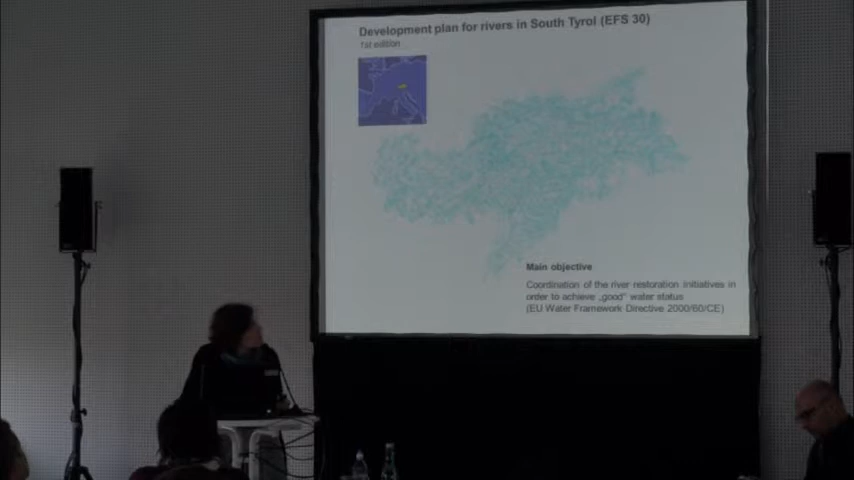 Development plan for rivers in South Tyrol (EFS 30)
1st edition
Main objective
Coordination of the river restoration initiatives in
order to achieve „good" water status
(EU Water Framework Directive 2000/60/CE)